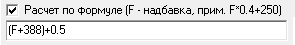 Расчет по формуле (F - надбавка, прим. F*0.4+250)
(F+388)+0.5